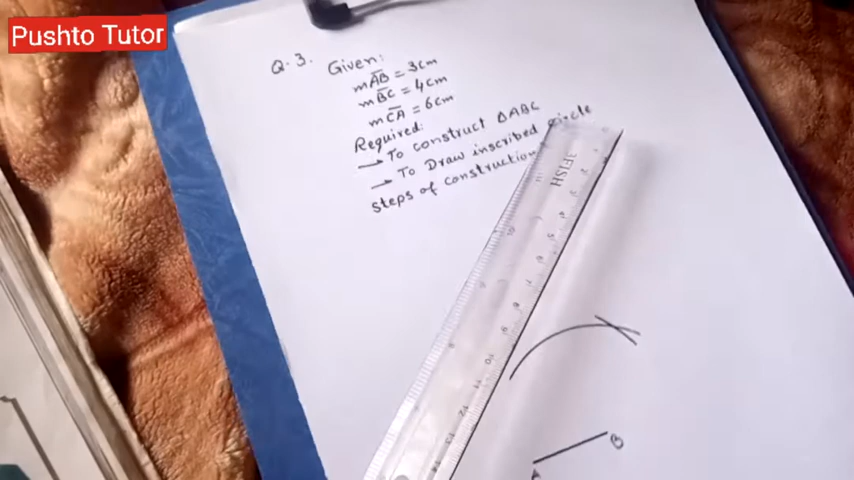 Pushto Tutor
Q.3. Given:
mAB = 3cm
mBC = 4cm
mCA = 6cm
Required:
→ To construct ΔABC
→ To Draw inscribed circle
steps of construction
FISH
A B